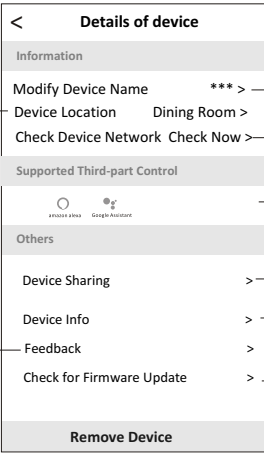 < Details of device
Information
Modify Device Name *** >
Device Location Dining Room >
Check Device Network Check Now >
Supported Third-part Control
amazon alexa Google Assistant
Others
Device Sharing >
Device Info >
Feedback >
Check for Firmware Update >
Remove Device